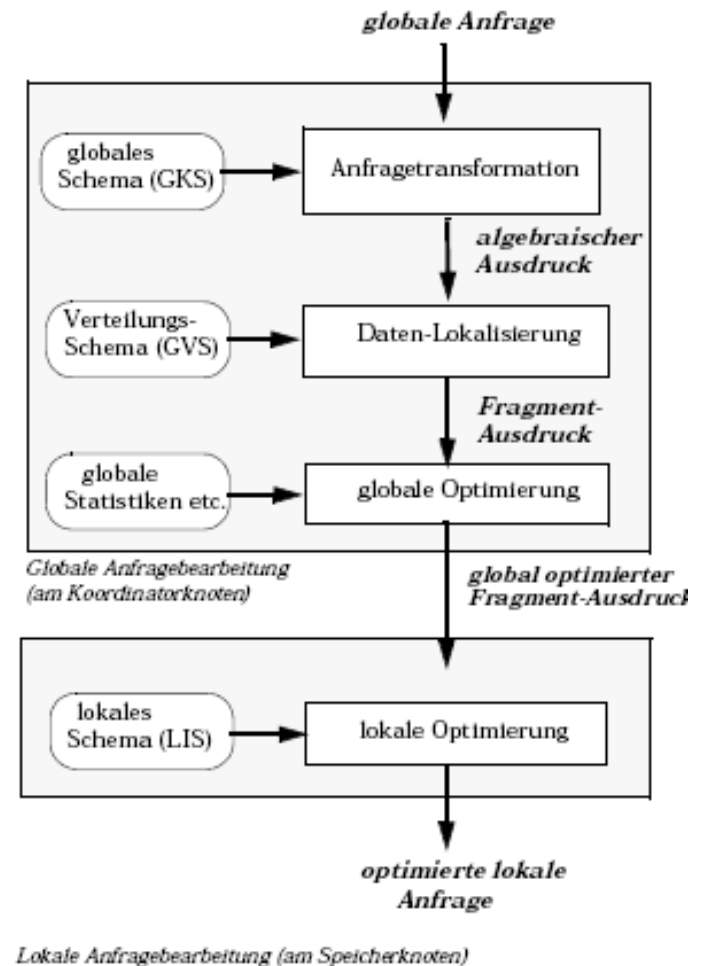 globale Anfrage
globales
Schema (GKS)
Anfragetransformation
algebraischer
Ausdruck
Verteilungs-
Schema (GVS)
Daten-Lokalisierung
Fragment-
Ausdruck
globale
Statistiken etc.
globale Optimierung
Globale Anfragebearbeitung
(am Koordinatorknoten)
global optimierter
Fragment-Ausdruck
lokales
Schema (LIS)
lokale Optimierung
optimierte lokale
Anfrage
Lokale Anfragebearbeitung (am Speicherknoten)